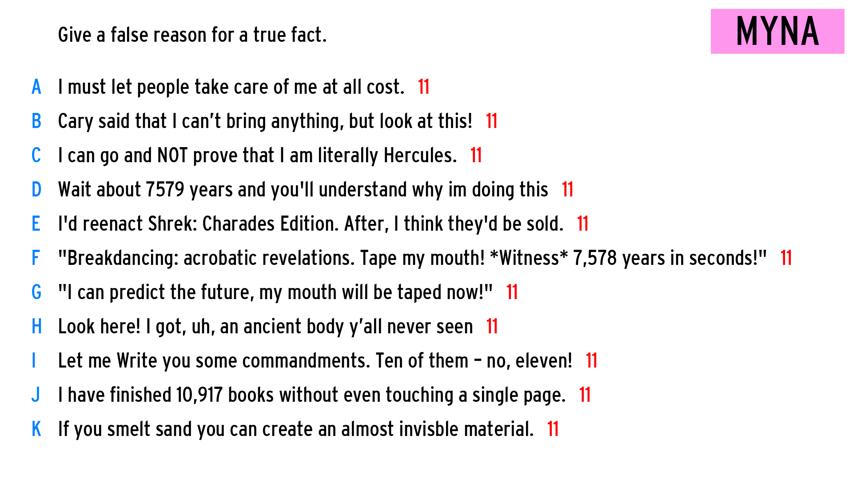 Give a false reason for a true fact.
MYNA
A I must let people take care of me at all cost. 11
B Cary said that I can't bring anything, but look at this! 11
C I can go and NOT prove that I am literally Hercules. 11
D Wait about 7579 years and you'll understand why im doing this 11
E I'd reenact Shrek: Charades Edition. After, I think they'd be sold. 11
F "Breakdancing: acrobatic revelations. Tape my mouth! *Witness* 7,578 years in seconds!" 11
G "I can predict the future, my mouth will be taped now!" 11
H Look here! I got, uh, an ancient body y'all never seen 11
I Let me Write you some commandments. Ten of them – no, eleven! 11
J I have finished 10,917 books without even touching a single page. 11
K If you smelt sand you can create an almost invisble material. 11